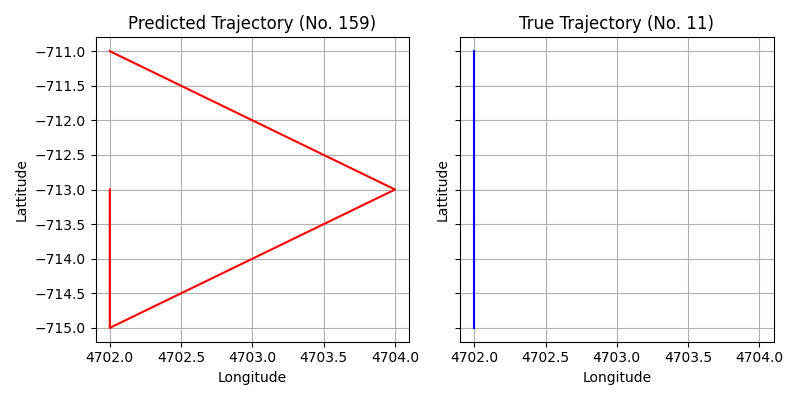 Predicted Trajectory (No. 159)
Lattitude
−711.0
−711.5
−712.0
−712.5
−713.0
−713.5
−714.0
−714.5
−715.0
4702.0 4702.5 4703.0 4703.5 4704.0
Longitude
True Trajectory (No. 11)
Lattitude
4702.0 4702.5 4703.0 4703.5 4704.0
Longitude